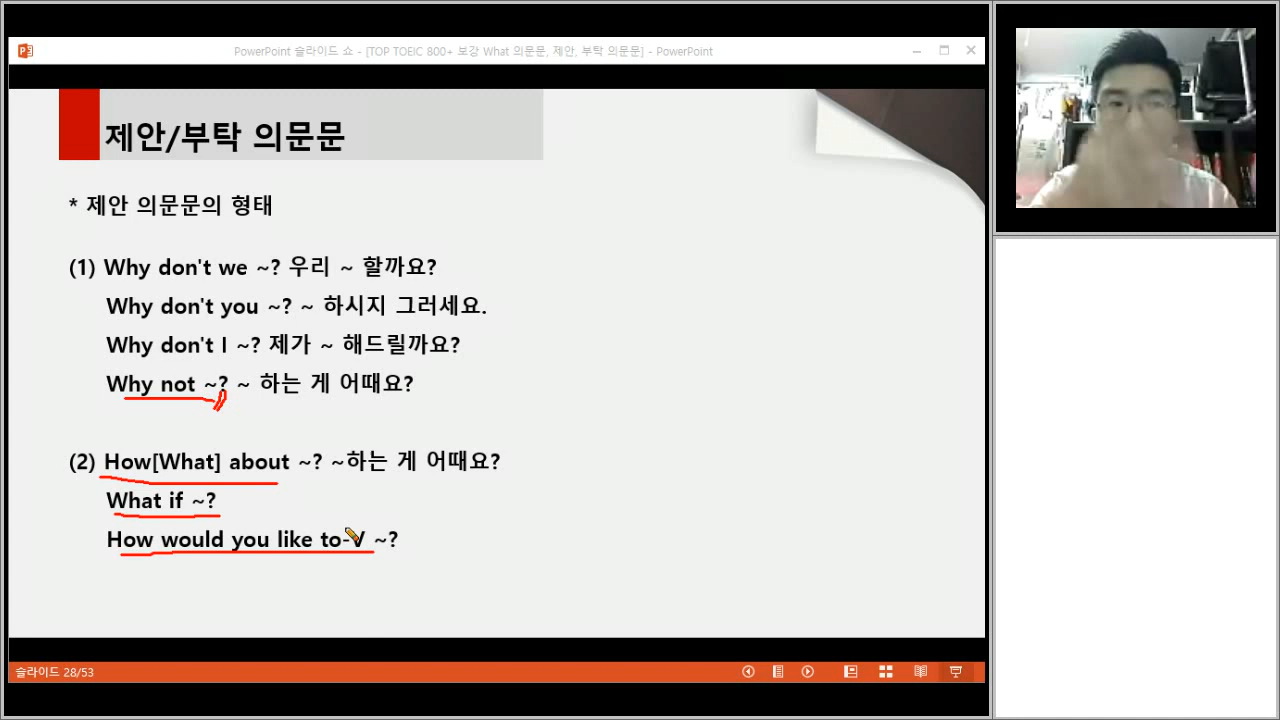 PowerPoint 슬라이드 쇼 - [TOP TOEIC 800+ 보강 What 의문문, 제안, 부탁 의문문] - PowerPoint
제안/부탁 의문문
* 제안 의문문의 형태
(1) Why don't we ~? 우리 ~ 할까요?
Why don't you ~? ~ 하시지 그러세요.
Why don't I ~? 제가 ~ 해드릴까요?
Why not ~? ~ 하는 게 어때요?
(2) How[What] about ~? ~하는 게 어때요?
What if ~?
How would you like to-V ~?
슬라이드 28/53